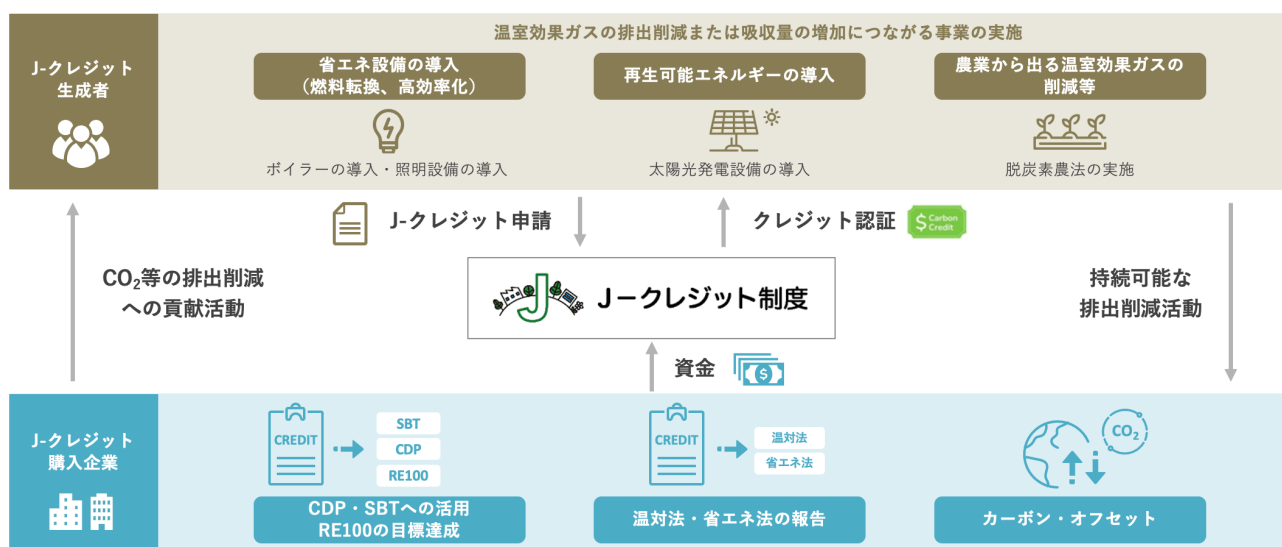 温室効果ガスの排出削減または吸収量の増加につながる事業の実施
J-クレジット
生成者
省エネ設備の導入
（燃料転換、高効率化）
再生可能エネルギーの導入
農業から出る温室効果ガスの
削減等
ボイラーの導入・照明設備の導入
太陽光発電設備の導入
脱炭素農法の実施
J-クレジット申請
クレジット認証
$ Carbon
Credit
CO₂等の排出削減
への貢献活動
J－クレジット制度
持続可能な
排出削減活動
資金
$
J-クレジット
購入企業
CREDIT
SBT
CDP
RE100
CREDIT
温対法
省エネ法
CO₂
CDP・SBTへの活用
RE100の目標達成
温対法・省エネ法の報告
カーボン・オフセット